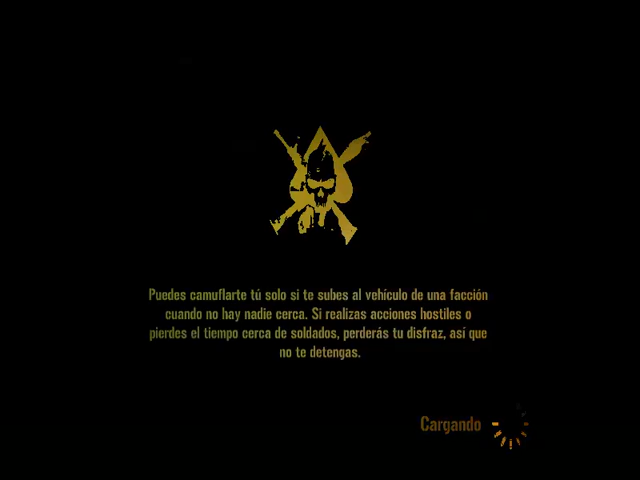 Puedes camuflarte tú solo si te subes al vehículo de una facción
cuando no hay nadie cerca. Si realizas acciones hostiles o
pierdes el tiempo cerca de soldados, perderás tu disfraz, así que
no te detengas.
Cargando